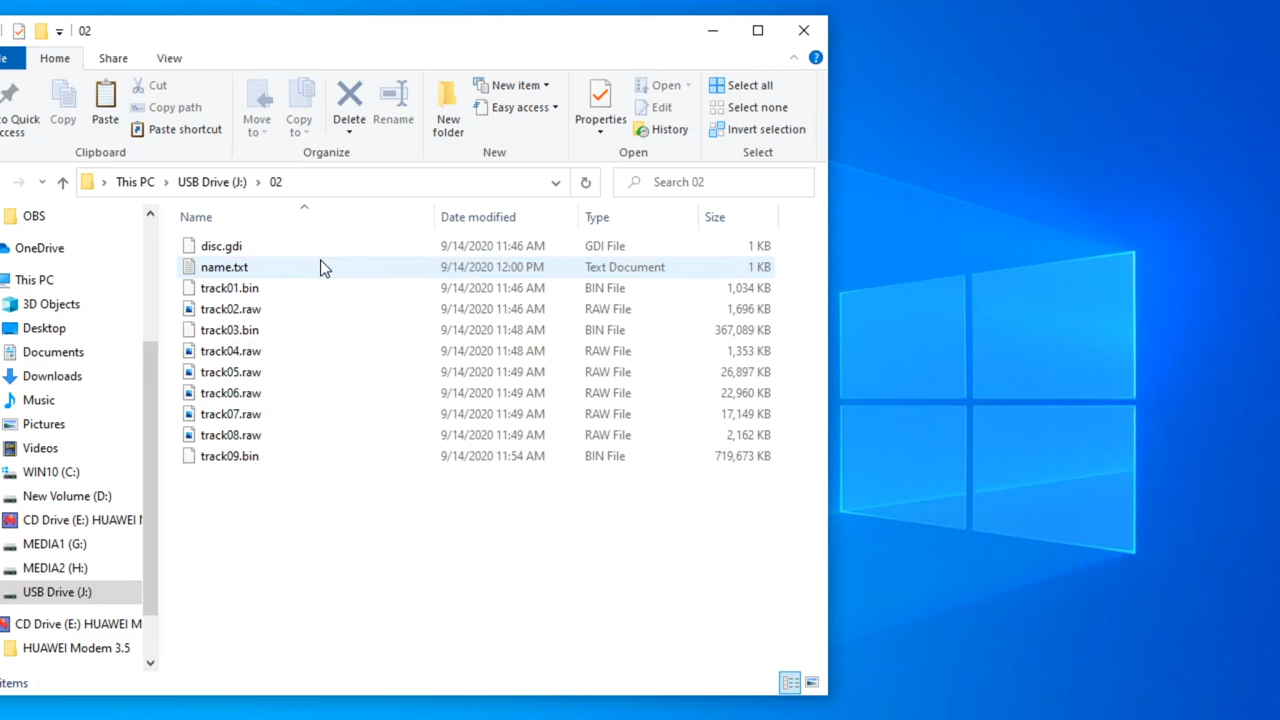 02
le Home Share View
to Quick
ccess
Copy
Paste
Cut
Copy path
Paste shortcut
Move
to
Copy
to
Delete
Rename
New
folder
New item
Easy access
Properties
Open
Edit
History
Select all
Select none
Invert selection
Clipboard Organize New Open Select
This PC > USB Drive (J:) > 02
Search 02
OBS
OneDrive
This PC
3D Objects
Desktop
Documents
Downloads
Music
Pictures
Videos
WIN10 (C:)
New Volume (D:)
CD Drive (E:) HUAWEI M
MEDIA1 (G:)
MEDIA2 (H:)
USB Drive (J:)
CD Drive (E:) HUAWEI M
HUAWEI Modem 3.5
Name Date modified Type Size
disc.gdi 9/14/2020 11:46 AM GDI File 1 KB
name.txt 9/14/2020 12:00 PM Text Document 1 KB
track01.bin 9/14/2020 11:46 AM BIN File 1,034 KB
track02.raw 9/14/2020 11:46 AM RAW File 1,696 KB
track03.bin 9/14/2020 11:48 AM BIN File 367,089 KB
track04.raw 9/14/2020 11:48 AM RAW File 1,353 KB
track05.raw 9/14/2020 11:49 AM RAW File 26,897 KB
track06.raw 9/14/2020 11:49 AM RAW File 22,960 KB
track07.raw 9/14/2020 11:49 AM RAW File 17,149 KB
track08.raw 9/14/2020 11:49 AM RAW File 2,162 KB
track09.bin 9/14/2020 11:54 AM BIN File 719,673 KB
items